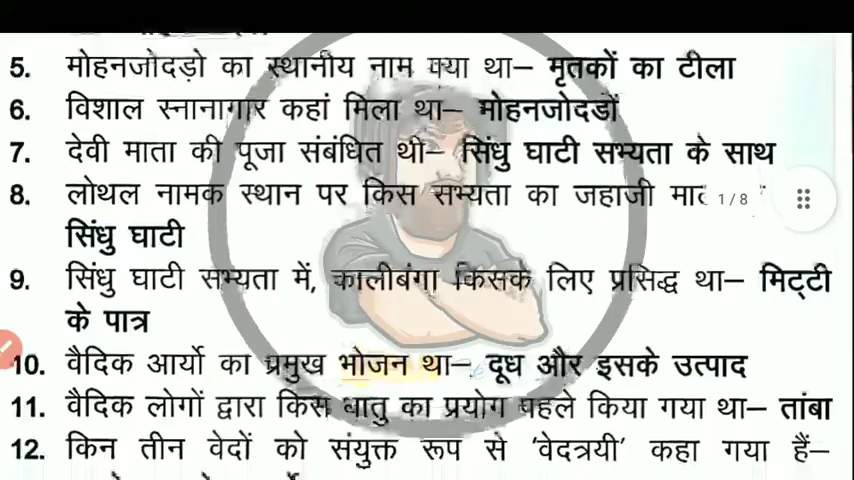 5. मोहनजोदड़ो का स्थानीय नाम क्या था– मृतकों का टीला
6. विशाल स्नानागार कहां मिला था– मोहनजोदडों
7. देवी माता की पूजा संबंधित थी– सिंधु घाटी सभ्यता के साथ
8. लोथल नामक स्थान पर किस सभ्यता का जहाजी 1/8
सिंधु घाटी
9. सिंधु घाटी सभ्यता में, कालीबंगा किसके लिए प्रसिद्ध था– मिट्टी
के पात्र
10. वैदिक आर्यो का प्रमुख भोजन था– दूध और इसके उत्पाद
11. वैदिक लोगों द्वारा किस धातु का प्रयोग पहले किया गया था– तांबा
12. किन तीन वेदों को संयुक्त रूप से 'वेदत्रयी' कहा गया हैं–